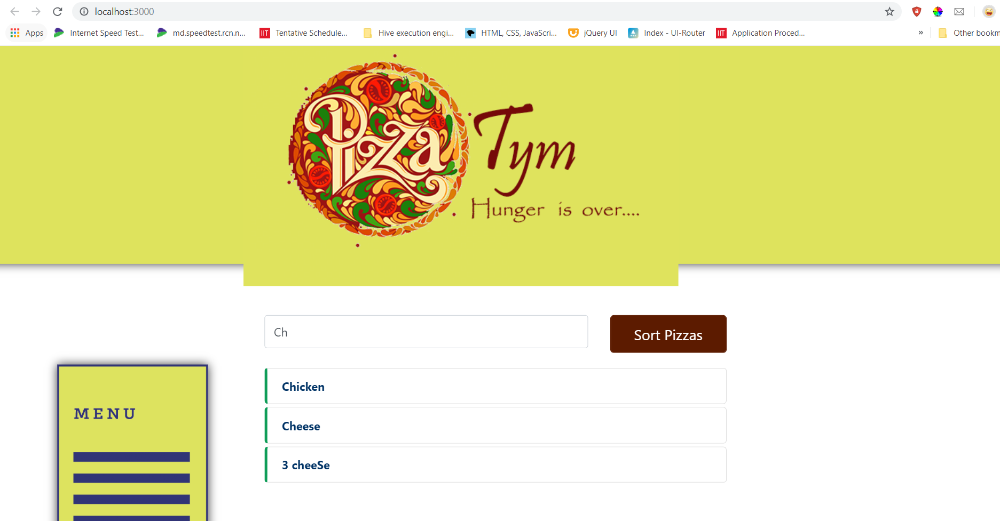 localhost:3000
Apps Internet Speed Test... md.speedtest.rcn.n... IIT Tentative Schedule... Hive execution engi... HTML, CSS, JavaScri... jQuery UI Index - UI-Router IIT Application Proced... » Other bookm
Pizza Tym
Hunger is over....
Ch Sort Pizzas
Chicken
MENU
Cheese
3 cheeSe